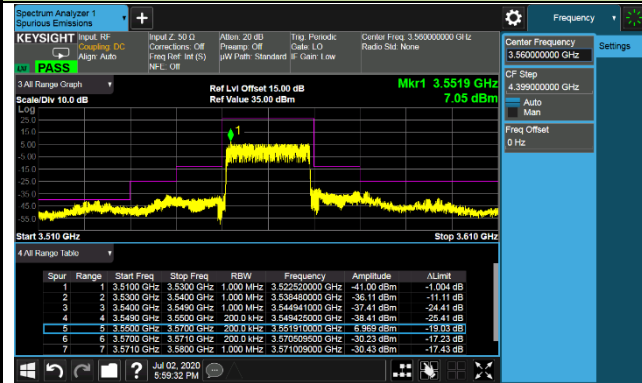 Spectrum Analyzer 1
Spurious Emissions
Frequency
KEYSIGHT Input: RF
Coupling: DC
Align: Auto
LXI PASS
Input Z: 50 Ω
Corrections: Off
Freq Ref: Int (S)
NFE: Off
Atten: 20 dB
Preamp: Off
µW Path: Standard
Trig: Periodic
Gate: LO
IF Gain: Low
Center Freq: 3.560000000 GHz
Radio Std: None
Center Frequency
3.560000000 GHz
Settings
CF Step
4.399000000 GHz
Auto
Man
Freq Offset
0 Hz
3 All Range Graph
Scale/Div 10.0 dB
Ref Lvl Offset 15.00 dB
Ref Value 35.00 dBm
Mkr1 3.5519 GHz
7.05 dBm
Log
25.0
15.0
5.00
-5.00
-15.0
-25.0
-35.0
-45.0
-55.0
1
Start 3.510 GHz
Stop 3.610 GHz
4 All Range Table
Spur Range Start Freq Stop Freq RBW Frequency Amplitude ΔLimit
1 1 3.5100 GHz 3.5300 GHz 1.000 MHz 3.522520000 GHz -41.00 dBm -1.004 dB
2 2 3.5300 GHz 3.5400 GHz 1.000 MHz 3.538480000 GHz -36.11 dBm -11.11 dB
3 3 3.5400 GHz 3.5490 GHz 1.000 MHz 3.544941000 GHz -37.41 dBm -24.41 dB
4 4 3.5490 GHz 3.5500 GHz 200.0 kHz 3.549425000 GHz -38.41 dBm -25.41 dB
5 5 3.5500 GHz 3.5700 GHz 200.0 kHz 3.551910000 GHz 6.969 dBm -19.03 dB
6 6 3.5700 GHz 3.5710 GHz 200.0 kHz 3.570509500 GHz -30.23 dBm -17.23 dB
7 7 3.5710 GHz 3.5800 GHz 1.000 MHz 3.571009000 GHz -30.43 dBm -17.43 dB
Jul 02, 2020
5:59:32 PM